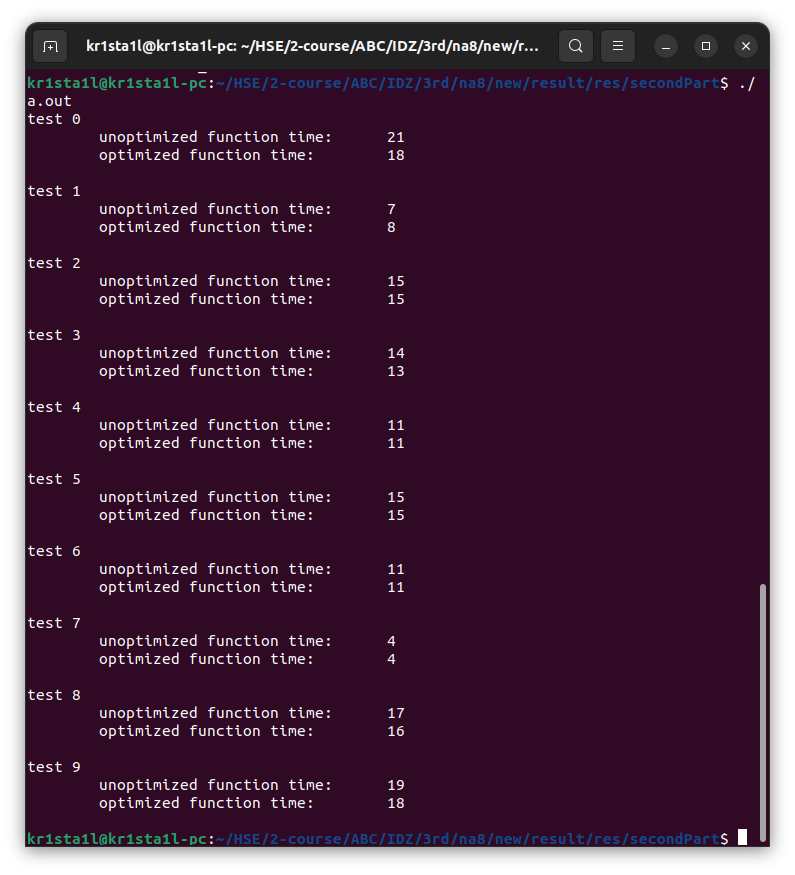 kr1sta1l@kr1sta1l-pc: ~/HSE/2-course/ABC/IDZ/3rd/na8/new/r...
kr1sta1l@kr1sta1l-pc:~/HSE/2-course/ABC/IDZ/3rd/na8/new/result/res/secondPart$ ./
a.out
test 0
unoptimized function time: 21
optimized function time: 18
test 1
unoptimized function time: 7
optimized function time: 8
test 2
unoptimized function time: 15
optimized function time: 15
test 3
unoptimized function time: 14
optimized function time: 13
test 4
unoptimized function time: 11
optimized function time: 11
test 5
unoptimized function time: 15
optimized function time: 15
test 6
unoptimized function time: 11
optimized function time: 11
test 7
unoptimized function time: 4
optimized function time: 4
test 8
unoptimized function time: 17
optimized function time: 16
test 9
unoptimized function time: 19
optimized function time: 18
kr1sta1l@kr1sta1l-pc:~/HSE/2-course/ABC/IDZ/3rd/na8/new/result/res/secondPart$